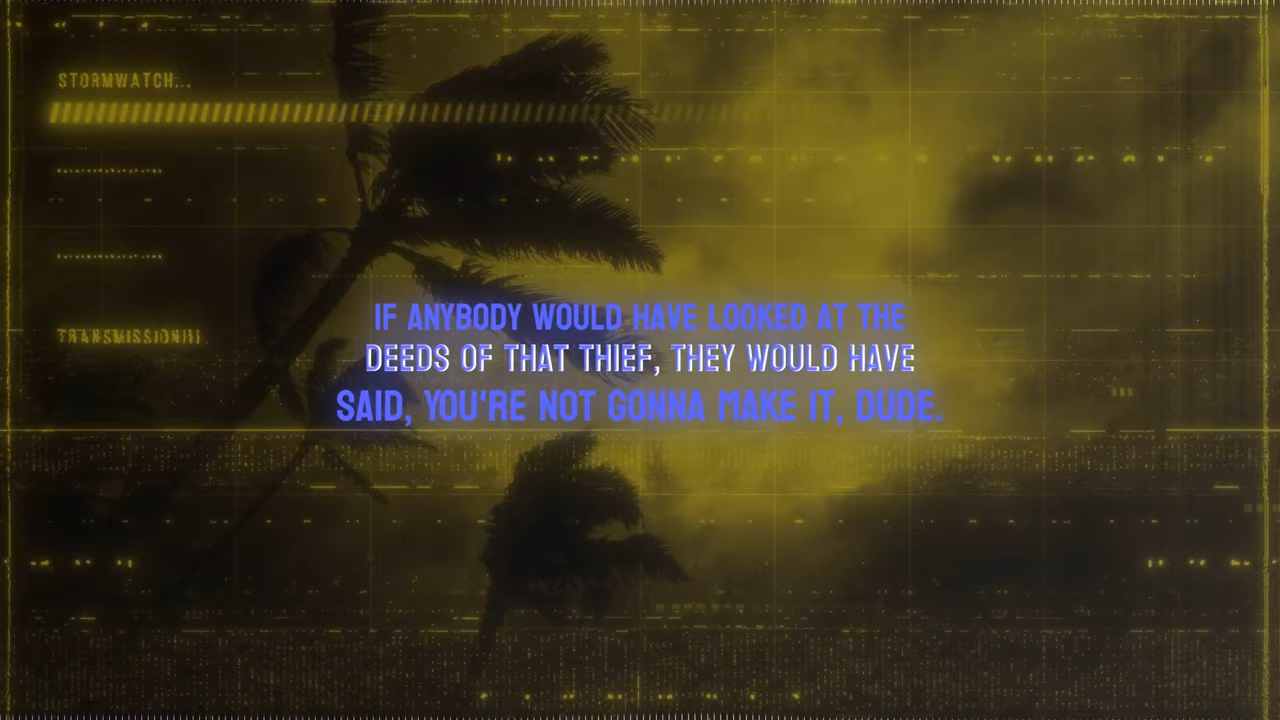 STORMWATCH...
TRANSMISSION!!!
IF ANYBODY WOULD HAVE LOOKED AT THE
DEEDS OF THAT THIEF, THEY WOULD HAVE
SAID, YOU'RE NOT GONNA MAKE IT, DUDE.